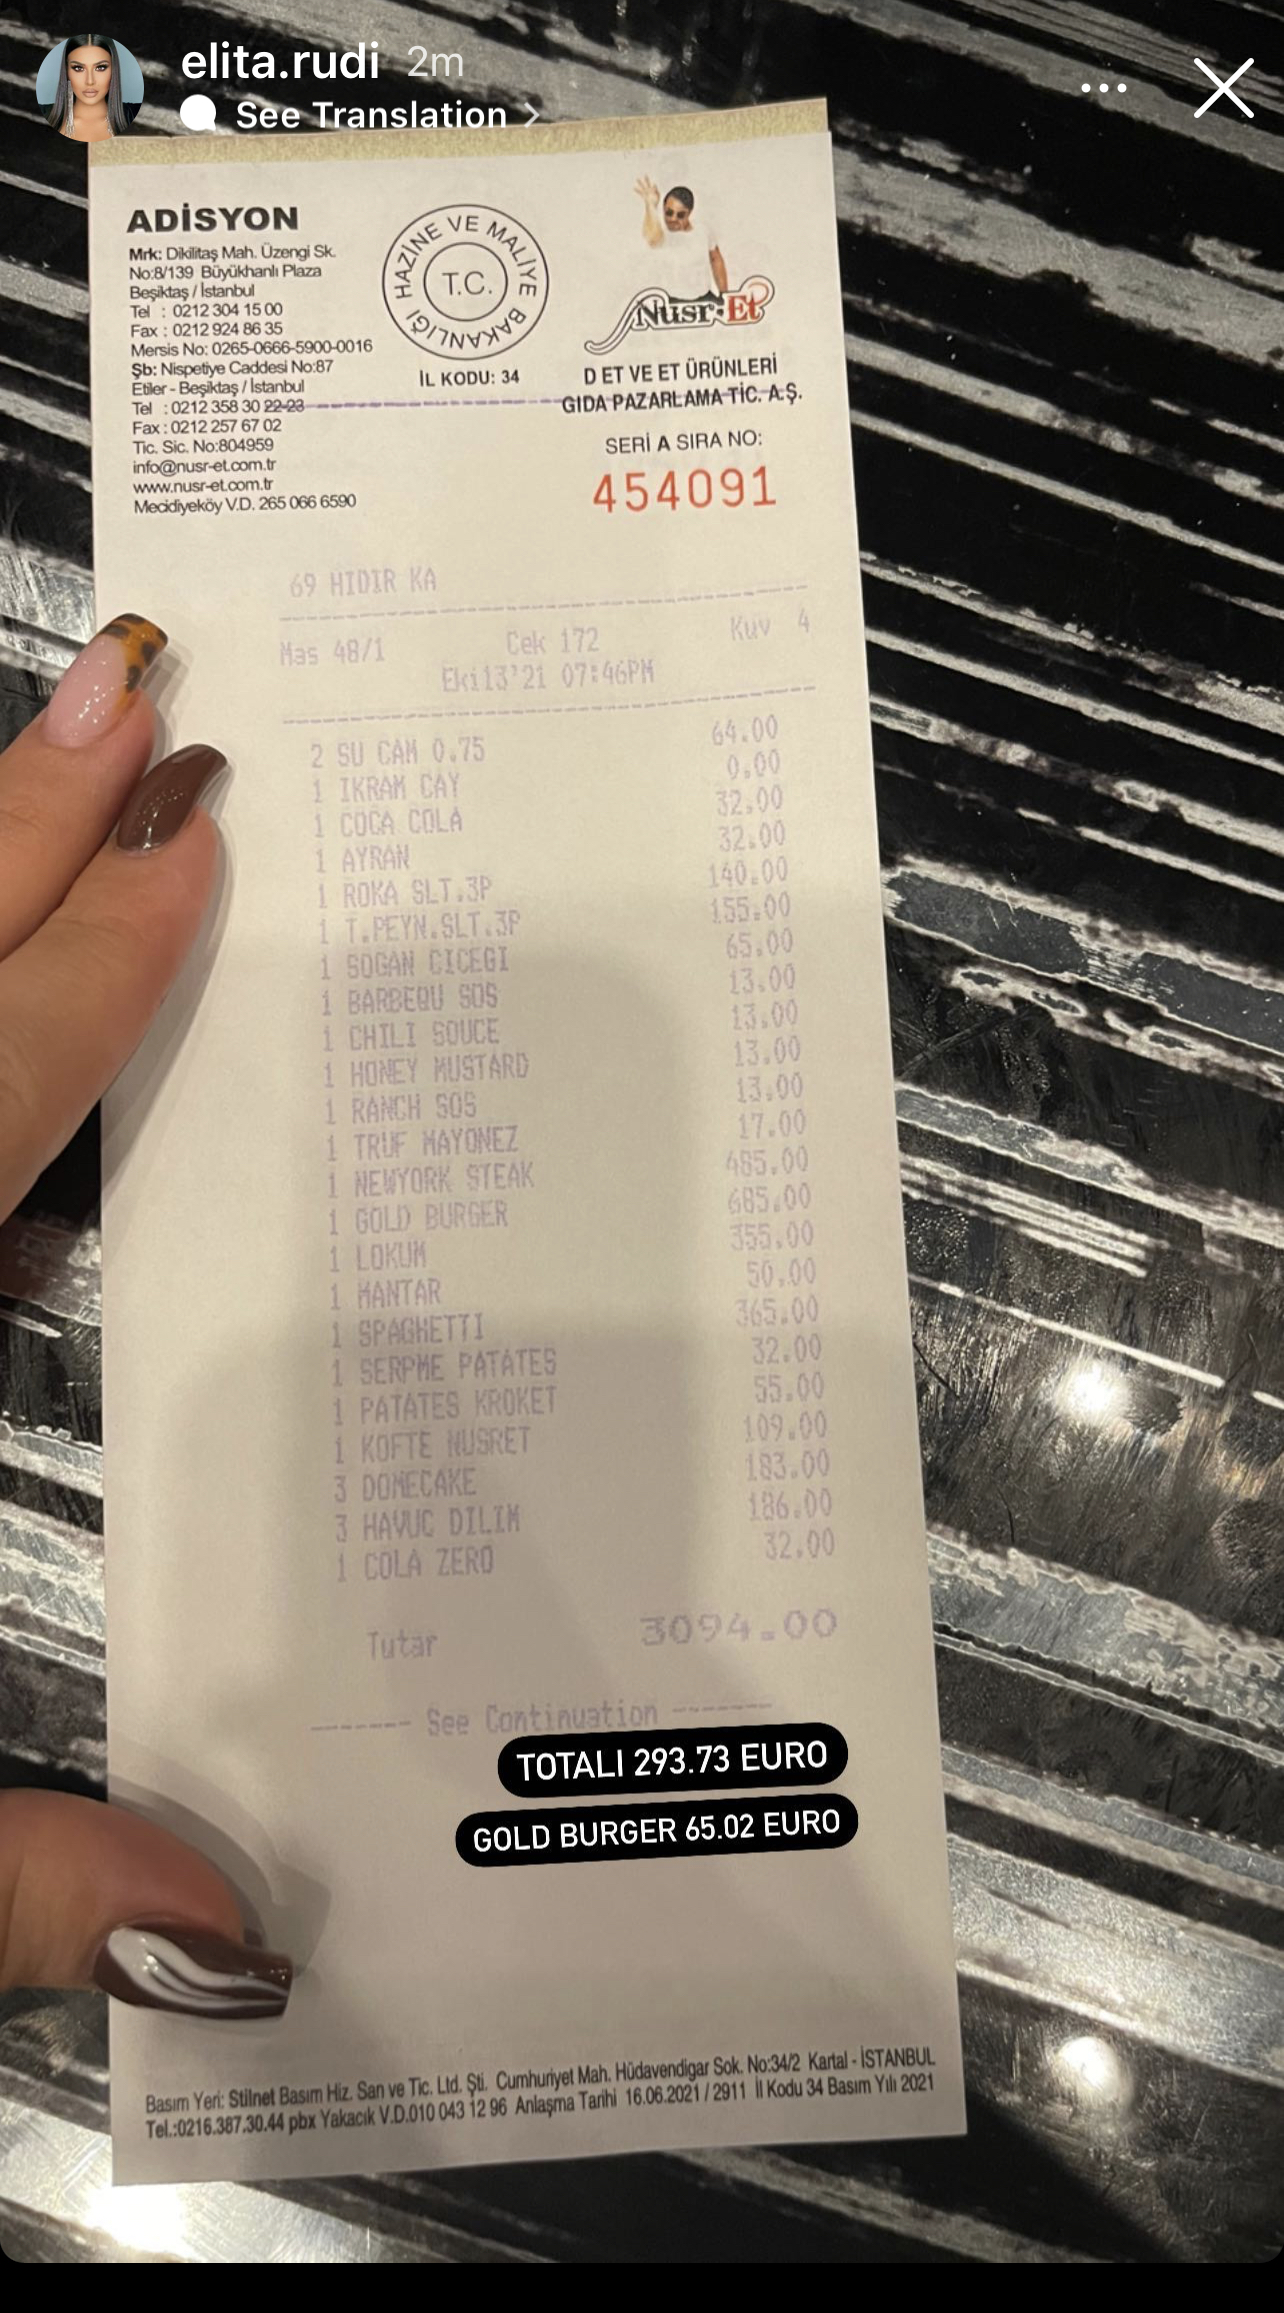 elita.rudi 2m
See Translation >
ADİSYON
Mrk: Dikilitaş Mah. Üzengi Sk.
No:8/139 Büyükhanlı Plaza
Beşiktaş / İstanbul
Tel : 0212 304 15 00
Fax : 0212 924 86 35
Mersis No: 0265-0666-5900-0016
Şb: Nispetiye Caddesi No:87
Etiler - Beşiktaş / İstanbul
Tel : 0212 358 30 22-23
Fax : 0212 257 67 02
Tic. Sic. No:804959
info@nusr-et.com.tr
www.nusr-et.com.tr
Mecidiyeköy V.D. 265 066 6590
HAZİNE VE MALİYE BAKANLIĞI
T.C.
İL KODU: 34
Nusr-Et
D ET VE ET ÜRÜNLERİ
GIDA PAZARLAMA TİC. A.Ş.
SERİ A SIRA NO:
454091
69 HIDIR KA
Mas 48/1 Cek 172 Kuv 4
Eki13'21 07:46PM
2 SU CAM 0.75 64.00
1 IKRAM CAY 0.00
1 COCA COLA 32.00
1 AYRAN 32.00
1 ROKA SLT.3P 140.00
1 T.PEYN.SLT.3P 155.00
1 SOGAN CICEGI 65.00
1 BARBEQU SOS 13.00
1 CHILI SOUCE 13.00
1 HONEY MUSTARD 13.00
1 RANCH SOS 13.00
1 TRUF MAYONEZ 17.00
1 NEWYORK STEAK 485.00
1 GOLD BURGER 685.00
1 LOKUM 355.00
1 MANTAR 50.00
1 SPAGHETTI 365.00
1 SERPME PATATES 32.00
1 PATATES KROKET 55.00
1 KOFTE NUSRET 109.00
3 DOMECAKE 183.00
3 HAVUC DILIM 186.00
1 COLA ZERO 32.00
Tutar 3094.00
------- See Continuation -------
TOTALI 293.73 EURO
GOLD BURGER 65.02 EURO
Basım Yeri: Stilnet Basım Hiz. San ve Tic. Ltd. Şti. Cumhuriyet Mah. Hüdavendigar Sok. No:34/2 Kartal - İSTANBUL
Tel.:0216.387.30.44 pbx Yakacık V.D.010 043 12 96 Anlaşma Tarihi 16.06.2021 / 2911 İl Kodu 34 Basım Yılı 2021